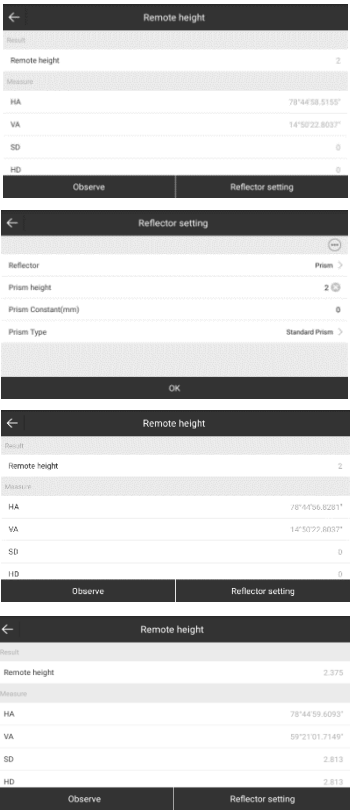 Remote height
Result
Remote height 2
Measure
HA 78°44'58.5155"
VA 14°50'22.8037"
SD 0
HD 0
Observe Reflector setting
Reflector setting
Reflector Prism
Prism height 2
Prism Constant(mm) 0
Prism Type Standard Prism
OK
Remote height
Result
Remote height 2
Measure
HA 78°44'56.8281"
VA 14°50'22.8037"
SD 0
HD 0
Observe Reflector setting
Remote height
Result
Remote height 2.375
Measure
HA 78°44'59.6093"
VA 59°21'01.7149"
SD 2.813
HD 2.813
Observe Reflector setting